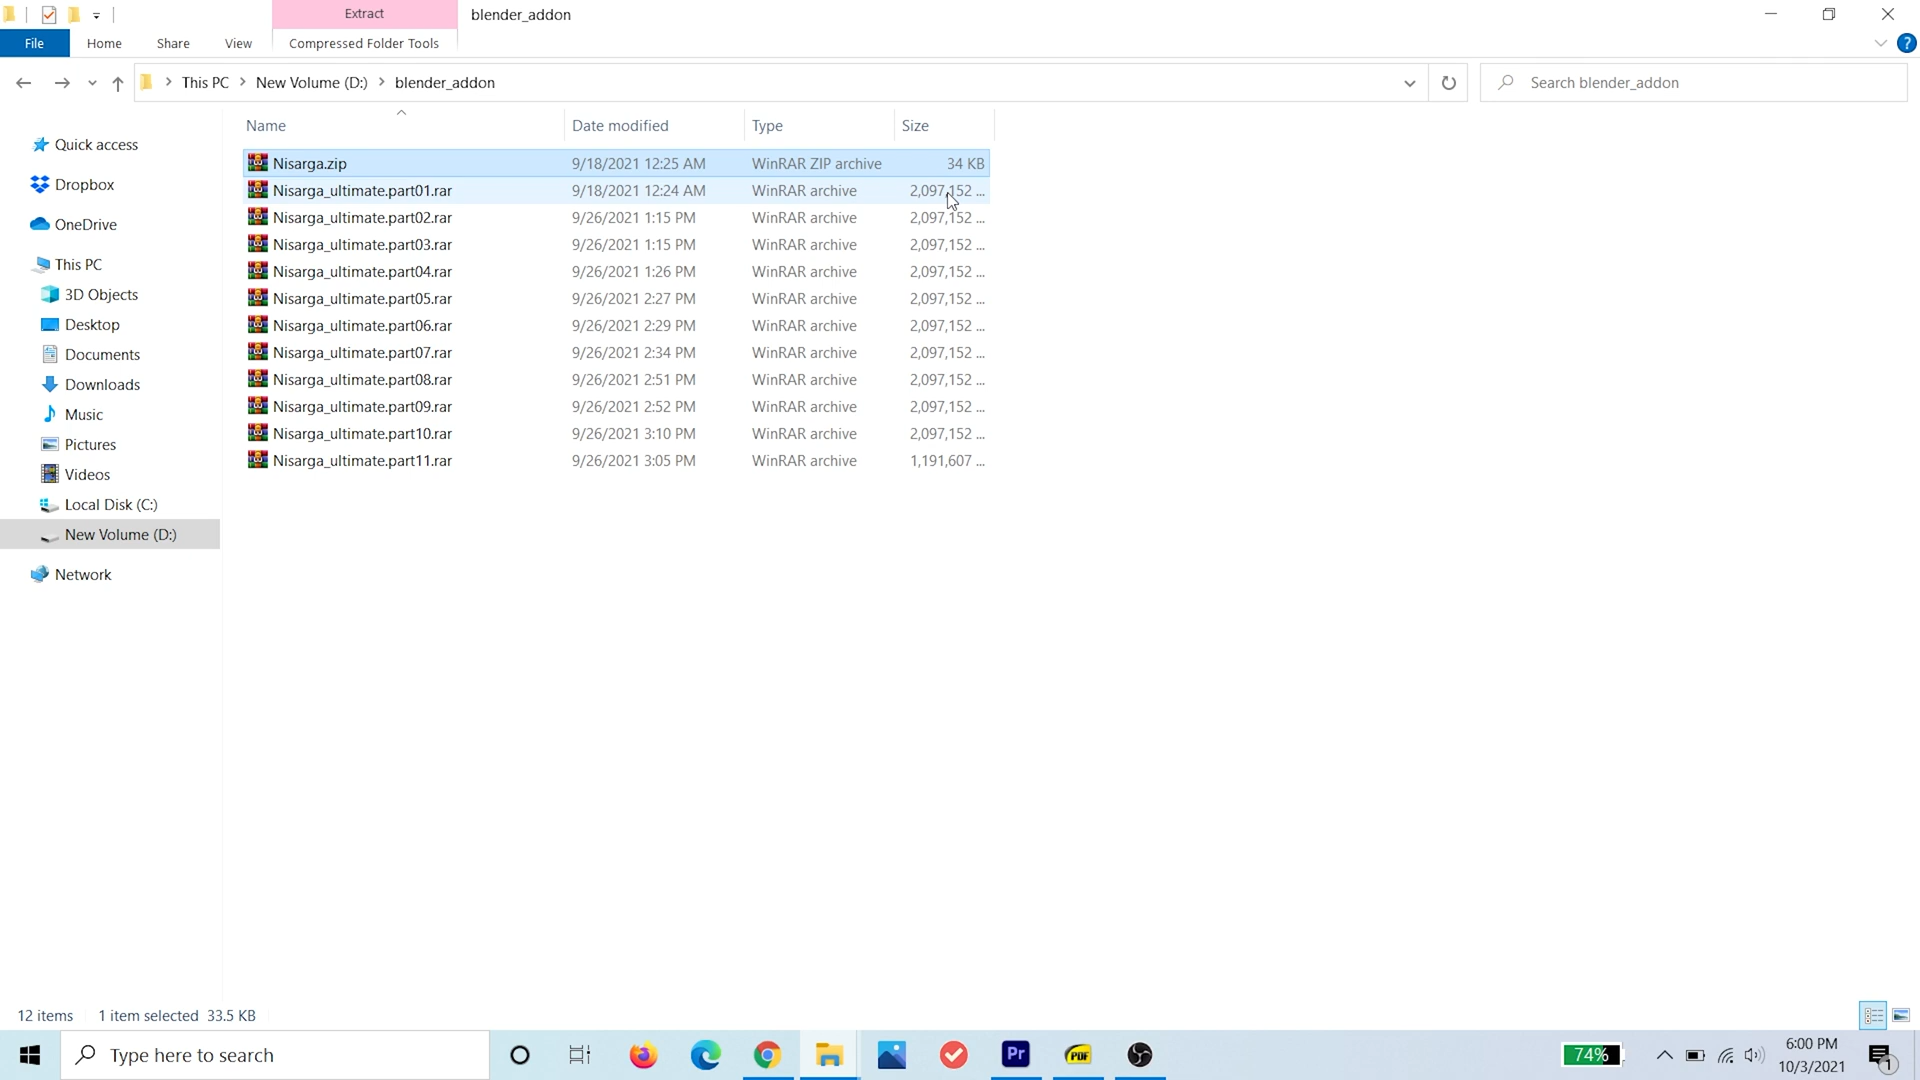 Extract
blender_addon
File
Home
Share
View
Compressed Folder Tools
?
This PC
New Volume (D:)
blender_addon
Search blender_addon
Name
Date modified
Type
Size
Quick access
Dropbox
OneDrive
This PC
3D Objects
Desktop
Documents
Downloads
Music
Pictures
Videos
Local Disk (C:)
New Volume (D:)
Network
Nisarga.zip 9/18/2021 12:25 AM WinRAR ZIP archive 34 KB
Nisarga_ultimate.part01.rar 9/18/2021 12:24 AM WinRAR archive 2,097,152 ...
Nisarga_ultimate.part02.rar 9/26/2021 1:15 PM WinRAR archive 2,097,152 ...
Nisarga_ultimate.part03.rar 9/26/2021 1:15 PM WinRAR archive 2,097,152 ...
Nisarga_ultimate.part04.rar 9/26/2021 1:26 PM WinRAR archive 2,097,152 ...
Nisarga_ultimate.part05.rar 9/26/2021 2:27 PM WinRAR archive 2,097,152 ...
Nisarga_ultimate.part06.rar 9/26/2021 2:29 PM WinRAR archive 2,097,152 ...
Nisarga_ultimate.part07.rar 9/26/2021 2:34 PM WinRAR archive 2,097,152 ...
Nisarga_ultimate.part08.rar 9/26/2021 2:51 PM WinRAR archive 2,097,152 ...
Nisarga_ultimate.part09.rar 9/26/2021 2:52 PM WinRAR archive 2,097,152 ...
Nisarga_ultimate.part10.rar 9/26/2021 3:10 PM WinRAR archive 2,097,152 ...
Nisarga_ultimate.part11.rar 9/26/2021 3:05 PM WinRAR archive 1,191,607 ...
12 items 1 item selected 33.5 KB
Type here to search
Pr
PDF
74%
6:00 PM
10/3/2021
1